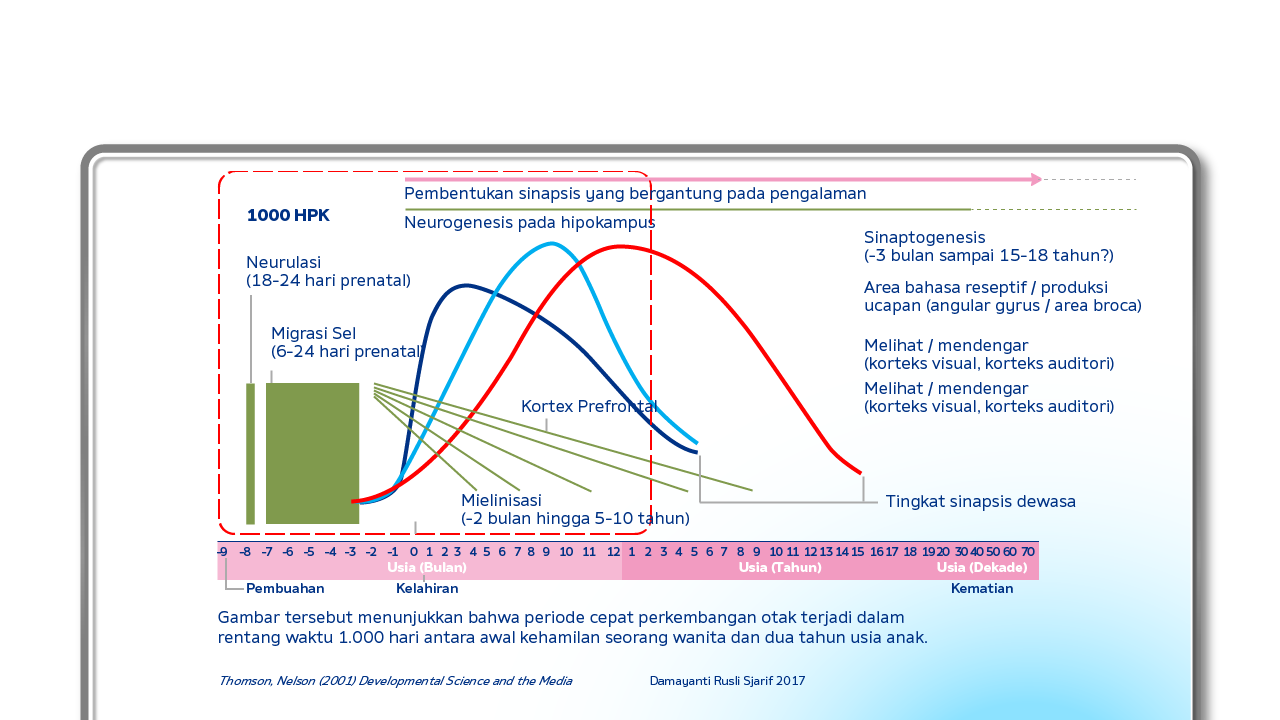 Pembentukan sinapsis yang bergantung pada pengalaman
1000 HPK
Neurogenesis pada hipokampus
Sinaptogenesis
(-3 bulan sampai 15-18 tahun?)
Neurulasi
(18-24 hari prenatal)
Area bahasa reseptif / produksi
ucapan (angular gyrus / area broca)
Migrasi Sel
(6-24 hari prenatal)
Melihat / mendengar
(korteks visual, korteks auditori)
Melihat / mendengar
(korteks visual, korteks auditori)
Kortex Prefrontal
Mielinisasi
(-2 bulan hingga 5-10 tahun)
Tingkat sinapsis dewasa
-9 -8 -7 -6 -5 -4 -3 -2 -1 0 1 2 3 4 5 6 7 8 9 10 11 12 1 2 3 4 5 6 7 8 9 10 11 12 13 14 15 16 17 18 19 20 30 40 50 60 70
Usia (Bulan) Usia (Tahun) Usia (Dekade)
Pembuahan Kelahiran Kematian
Gambar tersebut menunjukkan bahwa periode cepat perkembangan otak terjadi dalam
rentang waktu 1.000 hari antara awal kehamilan seorang wanita dan dua tahun usia anak.
Thomson, Nelson (2001) Developmental Science and the Media Damayanti Rusli Sjarif 2017